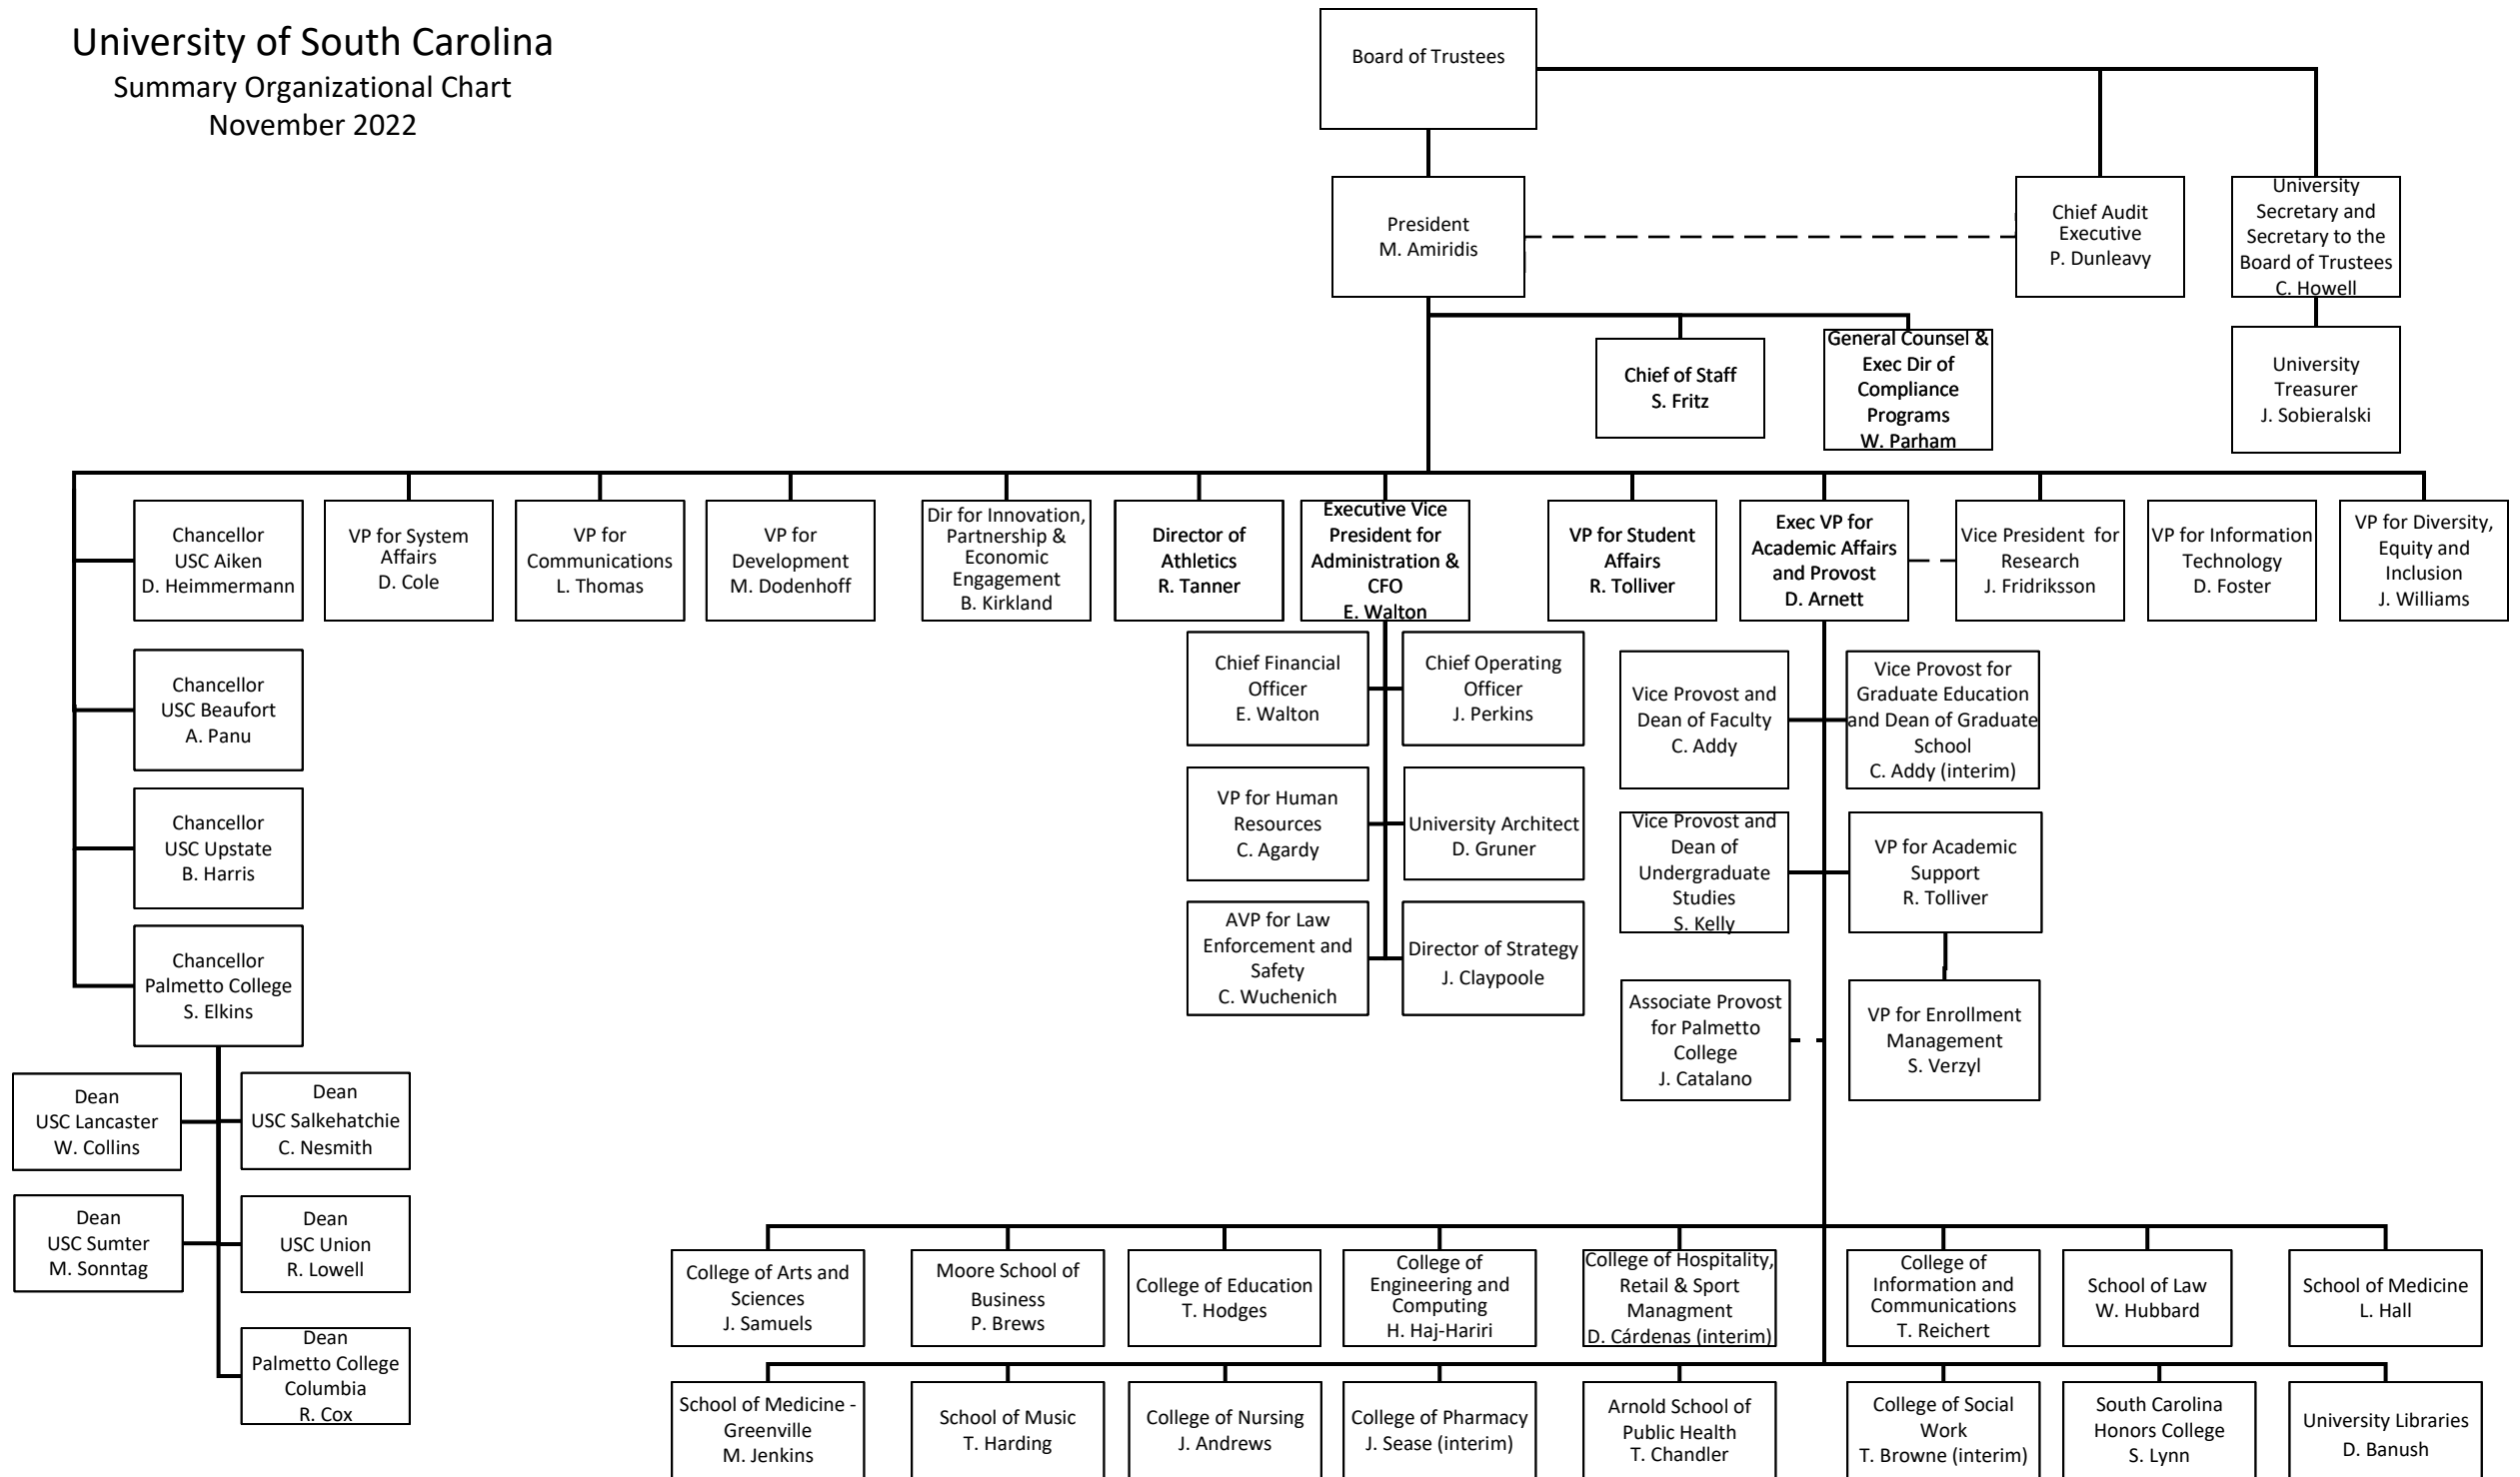 University of South Carolina
Summary Organizational Chart
November 2022
Board of Trustees
President
M. Amiridis
Chief Audit
Executive
P. Dunleavy
University
Secretary and
Secretary to the
Board of Trustees
C. Howell
Chief of Staff
S. Fritz
General Counsel &
Exec Dir of
Compliance
Programs
W. Parham
University
Treasurer
J. Sobieralski
Chancellor
USC Aiken
D. Heimmermann
VP for System
Affairs
D. Cole
VP for
Communications
L. Thomas
VP for
Development
M. Dodenhoff
Dir for Innovation,
Partnership &
Economic
Engagement
B. Kirkland
Director of
Athletics
R. Tanner
Executive Vice
President for
Administration &
CFO
E. Walton
VP for Student
Affairs
R. Tolliver
Exec VP for
Academic Affairs
and Provost
D. Arnett
Vice President for
Research
J. Fridriksson
VP for Information
Technology
D. Foster
VP for Diversity,
Equity and
Inclusion
J. Williams
Chancellor
USC Beaufort
A. Panu
Chancellor
USC Upstate
B. Harris
Chancellor
Palmetto College
S. Elkins
Dean
USC Lancaster
W. Collins
Dean
USC Salkehatchie
C. Nesmith
Dean
USC Sumter
M. Sonntag
Dean
USC Union
R. Lowell
Dean
Palmetto College
Columbia
R. Cox
Chief Financial
Officer
E. Walton
Chief Operating
Officer
J. Perkins
VP for Human
Resources
C. Agardy
University Architect
D. Gruner
AVP for Law
Enforcement and
Safety
C. Wuchenich
Director of Strategy
J. Claypoole
Vice Provost and
Dean of Faculty
C. Addy
Vice Provost for
Graduate Education
and Dean of Graduate
School
C. Addy (interim)
Vice Provost and
Dean of
Undergraduate
Studies
S. Kelly
VP for Academic
Support
R. Tolliver
Associate Provost
for Palmetto
College
J. Catalano
VP for Enrollment
Management
S. Verzyl
College of Arts and
Sciences
J. Samuels
Moore School of
Business
P. Brews
College of Education
T. Hodges
College of
Engineering and
Computing
H. Haj-Hariri
College of Hospitality,
Retail & Sport
Managment
D. Cárdenas (interim)
College of
Information and
Communications
T. Reichert
School of Law
W. Hubbard
School of Medicine
L. Hall
School of Medicine -
Greenville
M. Jenkins
School of Music
T. Harding
College of Nursing
J. Andrews
College of Pharmacy
J. Sease (interim)
Arnold School of
Public Health
T. Chandler
College of Social
Work
T. Browne (interim)
South Carolina
Honors College
S. Lynn
University Libraries
D. Banush